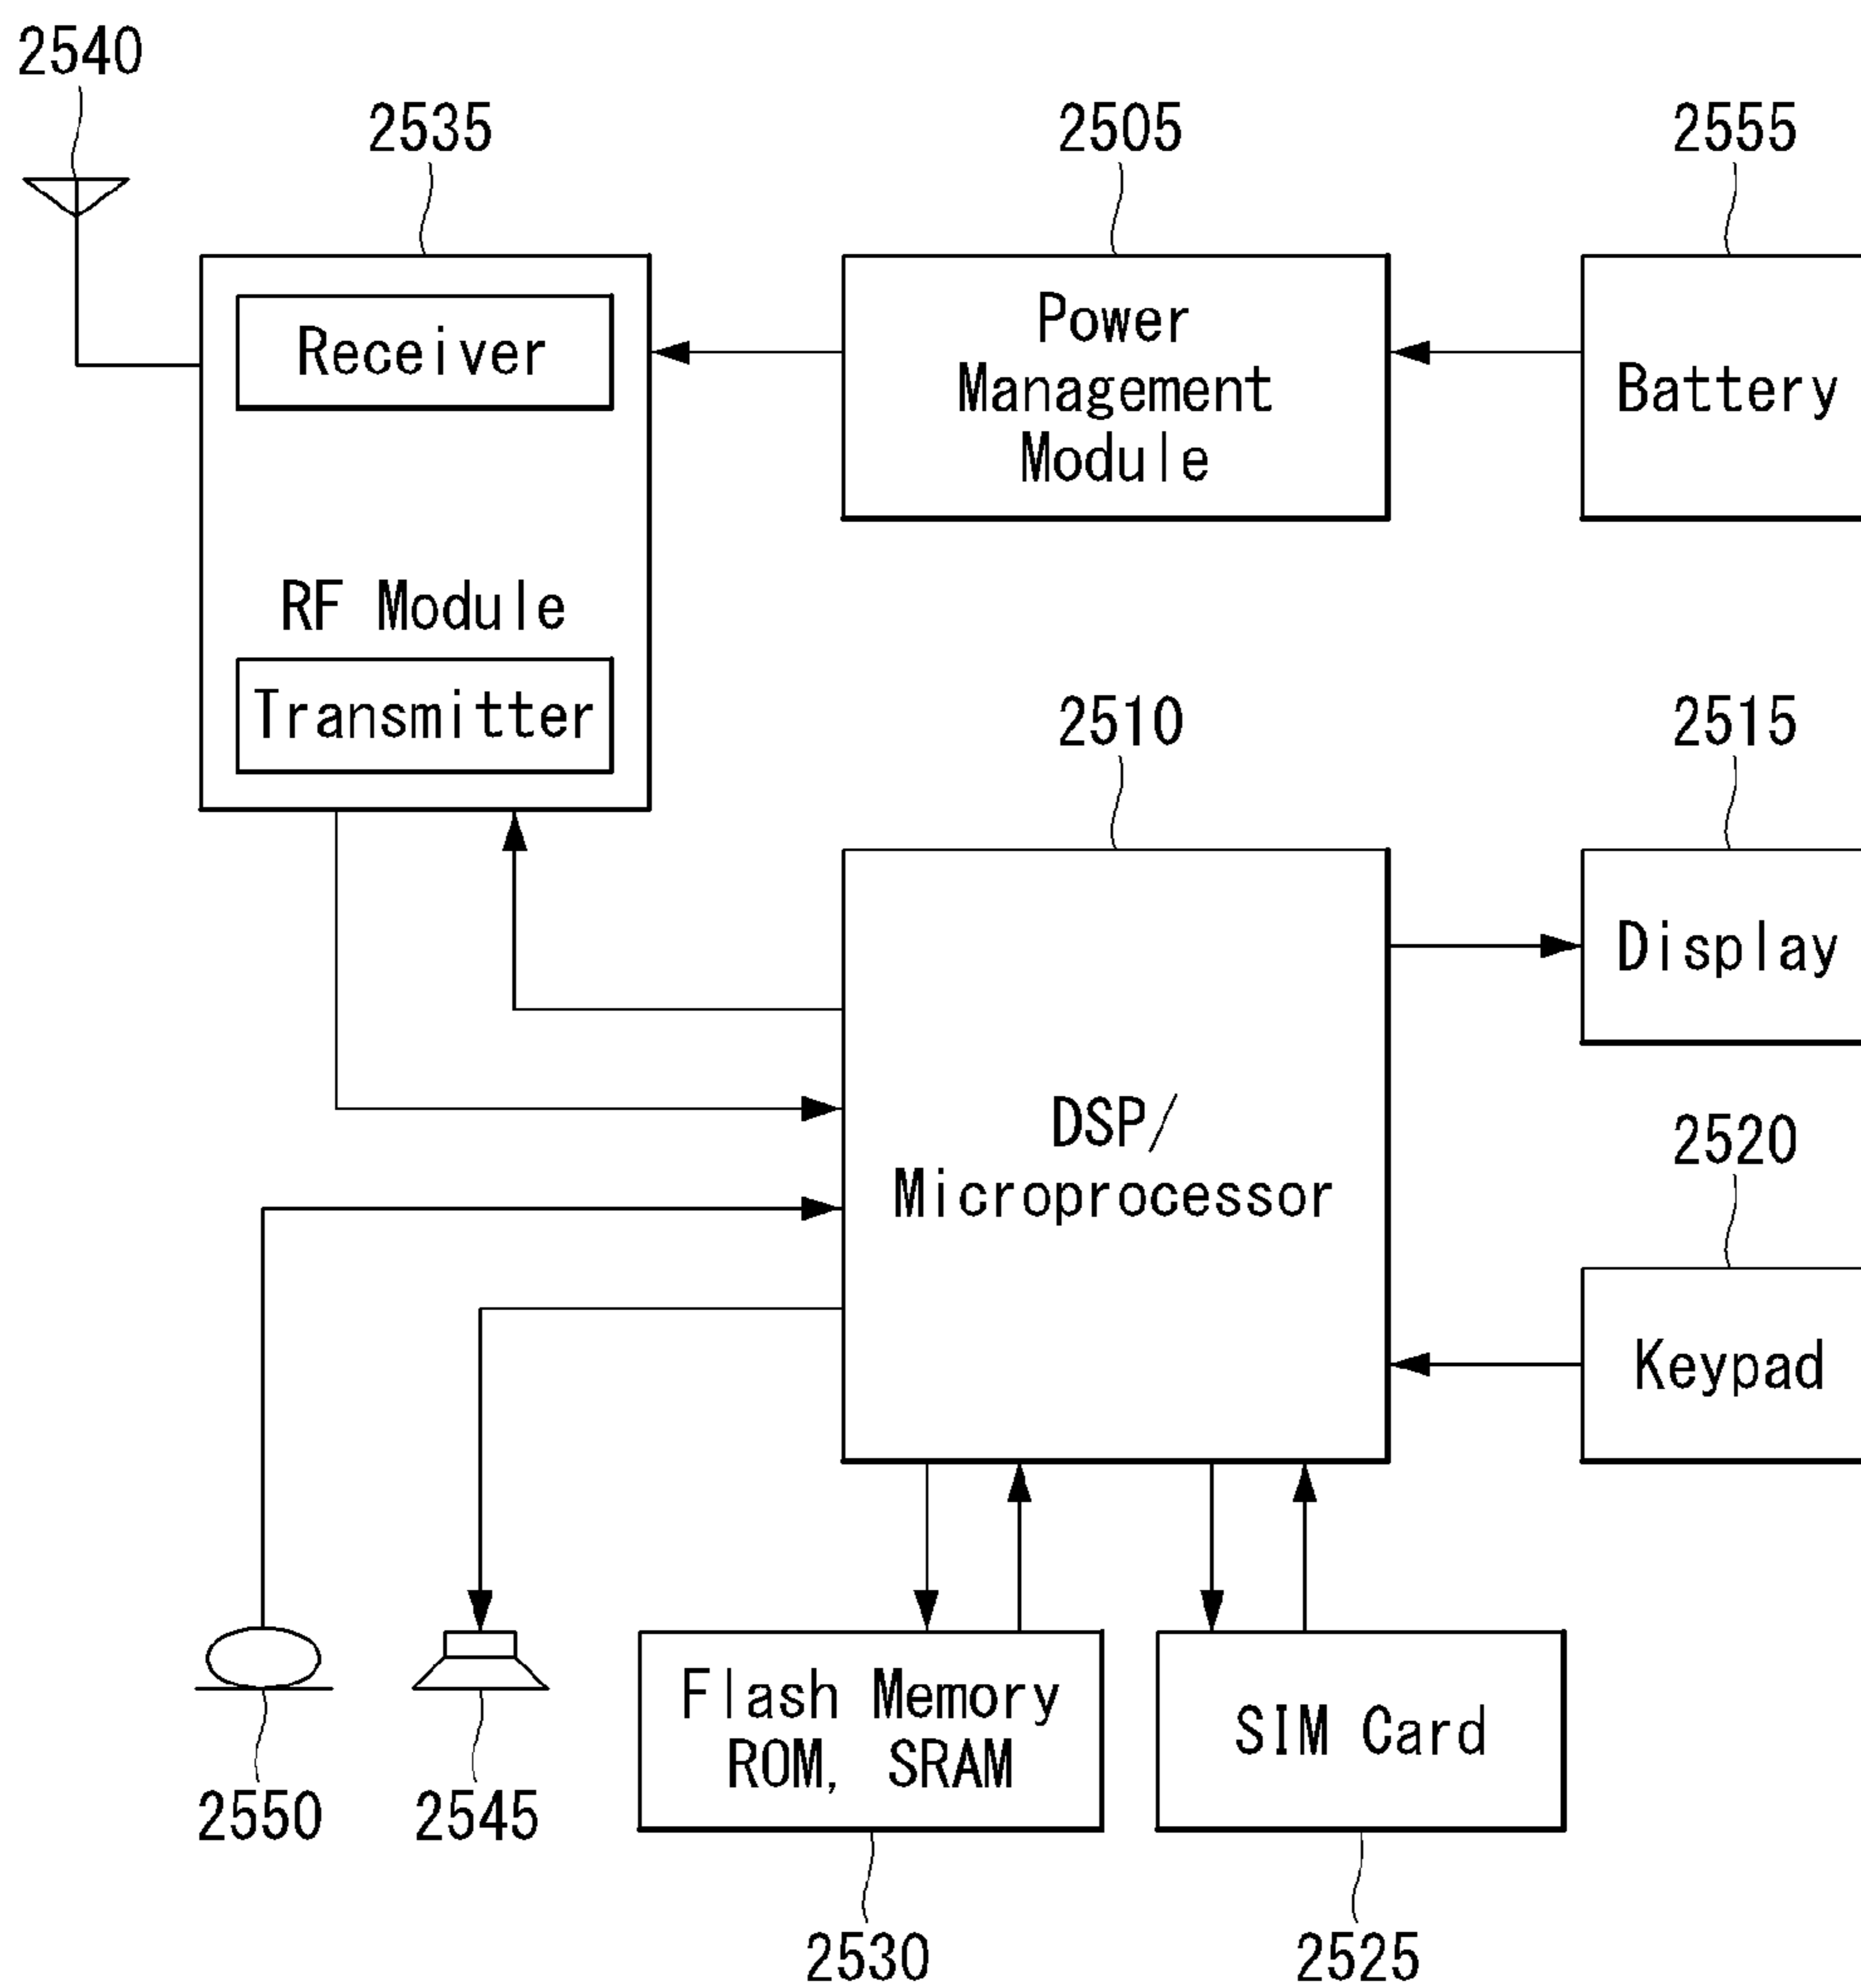 2540
2535
2505
2555
Receiver
RF Module
Transmitter
Power
Management
Module
Battery
2510
2515
DSP/
Microprocessor
Display
2520
Keypad
Flash Memory
ROM, SRAM
SIM Card
2550
2545
2530
2525